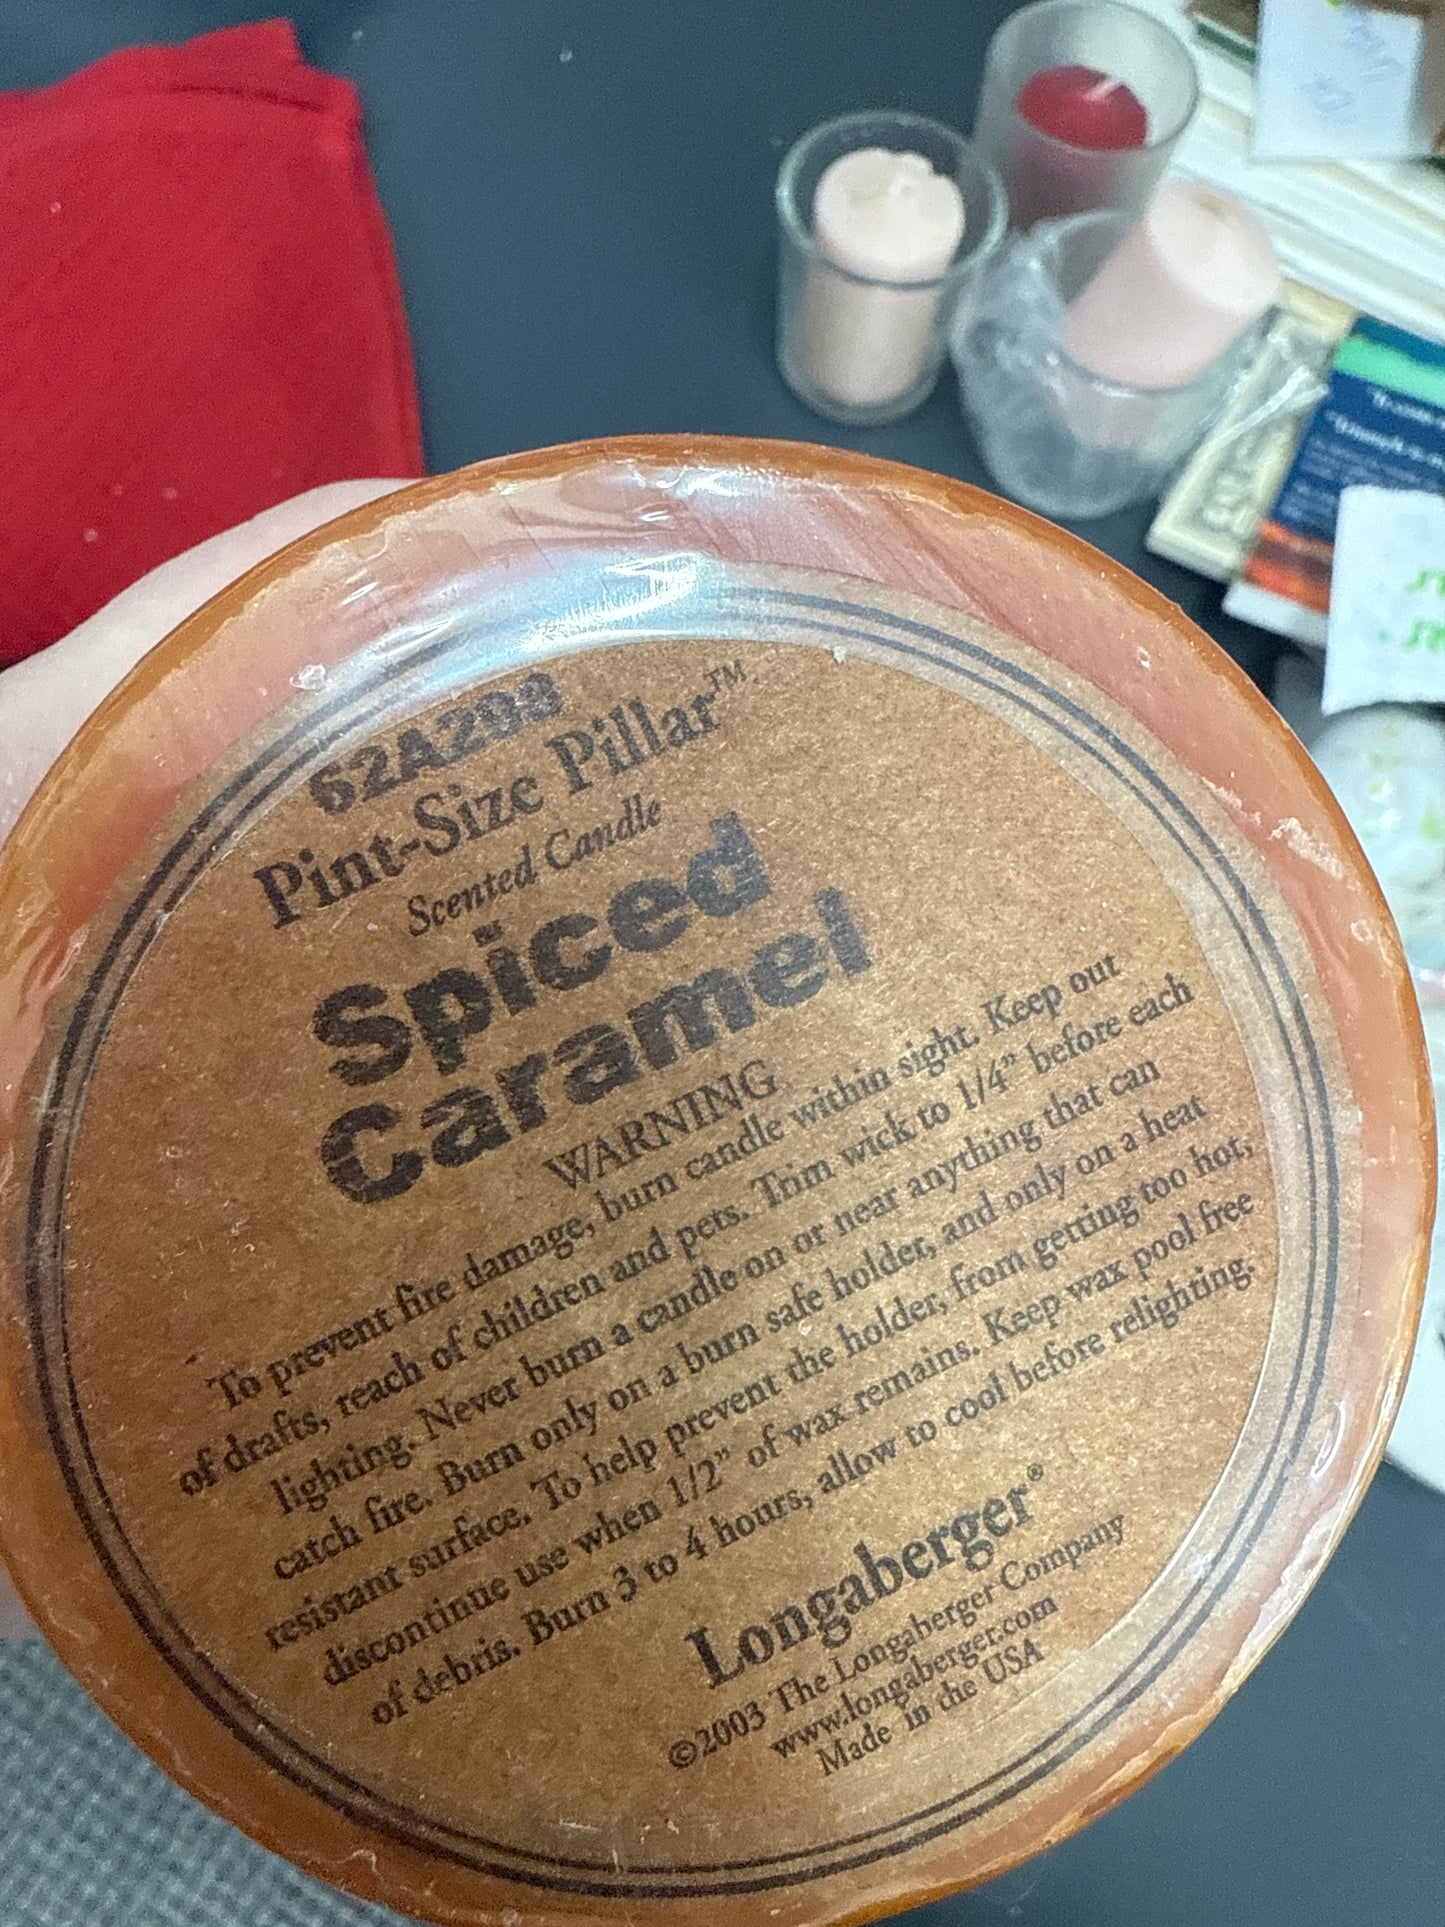 62A293
Pint-Size Pillar™
Scented Candle
Spiced
Caramel
WARNING
To prevent fire damage, burn candle within sight. Keep out
of drafts, reach of children and pets. Trim wick to 1/4” before each
lighting. Never burn a candle on or near anything that can
catch fire. Burn only on a burn safe holder, and only on a heat
resistant surface. To help prevent the holder, from getting too hot,
discontinue use when 1/2” of wax remains. Keep wax pool free
of debris. Burn 3 to 4 hours, allow to cool before relighting.
Longaberger®
©2003 The Longaberger Company
www.longaberger.com
Made in the USA